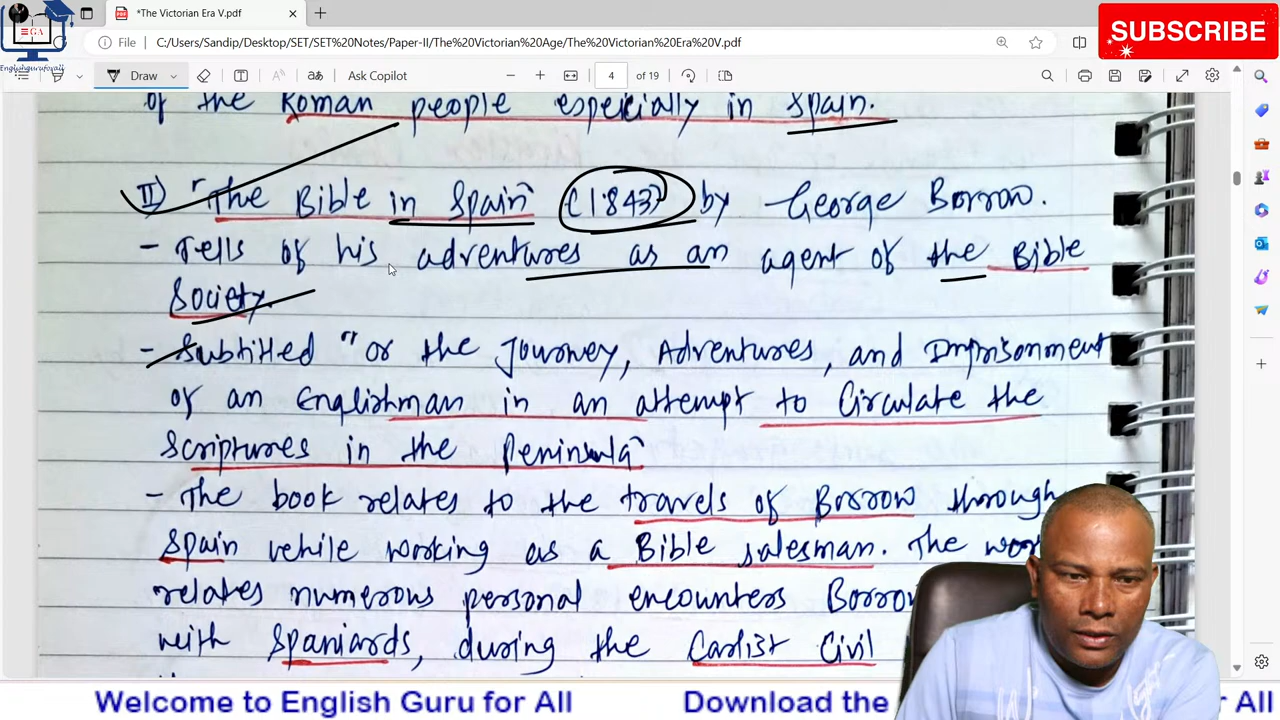 *The Victorian Era V.pdf
SUBSCRIBE
EGA
Englishguruforall
File C:/Users/Sandip/Desktop/SET/SET%20Notes/Paper-II/The%20Victorian%20Age/The%20Victorian%20Era%20V.pdf
Draw Ask Copilot 4 of 19
of the Roman people especially in Spain.
II) "The Bible in Spain" (1843) by George Borrow.
- Tells of his adventures as an agent of the Bible
Society.
- Subtitled "or the Journey, Adventures, and Imprisonment
of an Englishman in an attempt to Circulate the
Scriptures in the Peninsula"
- The book relates to the travels of Borrow through
Spain while working as a Bible salesman. The
relates numerous personal encounters
with Spaniards, during the Carlist Civil
Welcome to English Guru for All Download the All